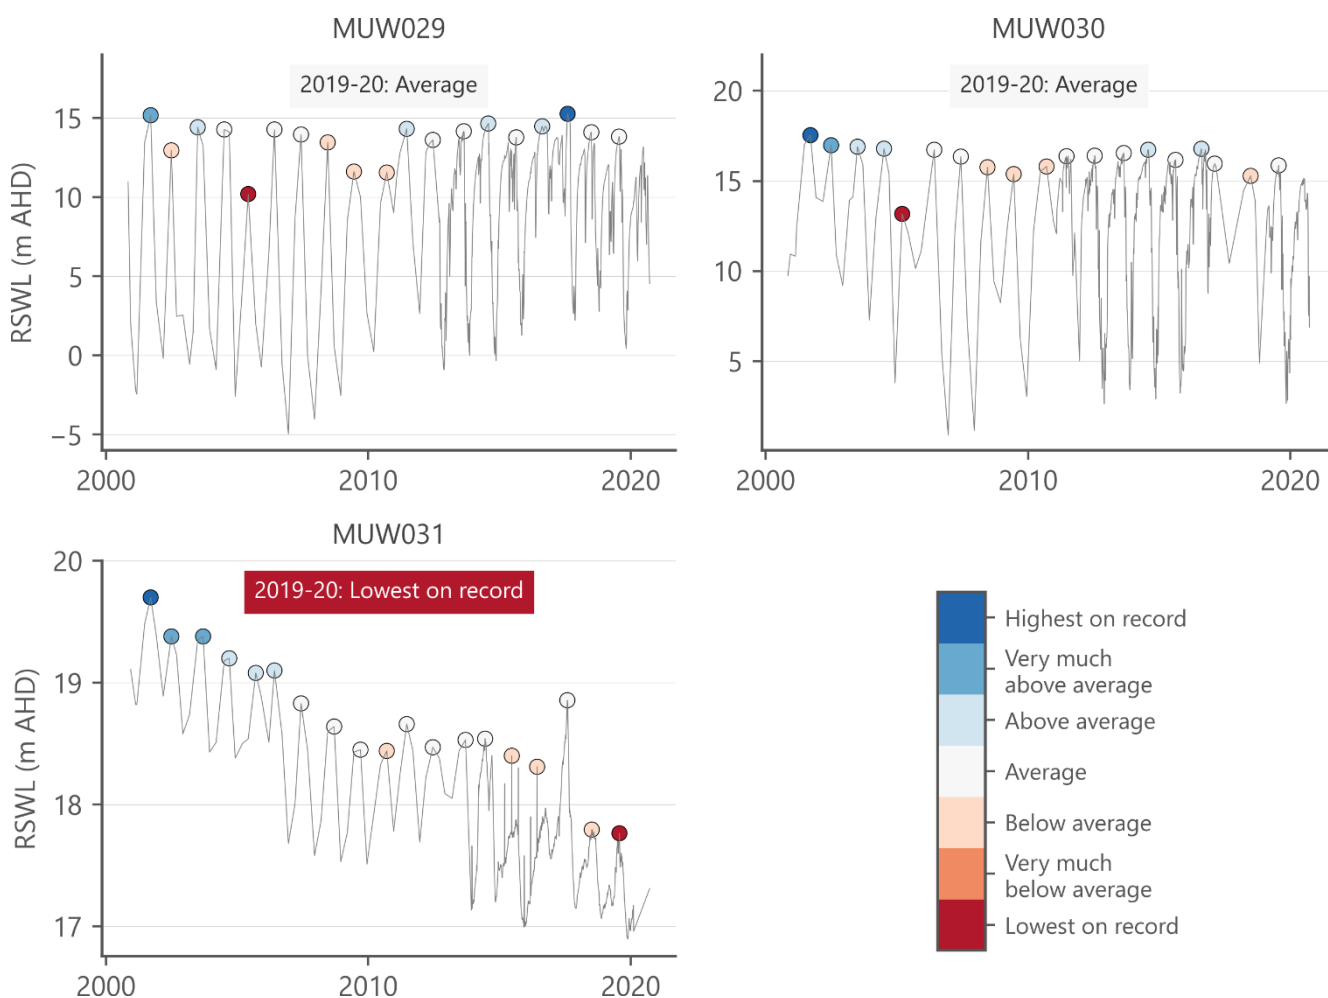 MUW029
2019-20: Average
RSWL (m AHD)
15
10
5
0
−5
2000
2010
2020
MUW030
2019-20: Average
20
15
10
5
2000
2010
2020
MUW031
2019-20: Lowest on record
RSWL (m AHD)
20
19
18
17
2000
2010
2020
Highest on record
Very much
above average
Above average
Average
Below average
Very much
below average
Lowest on record